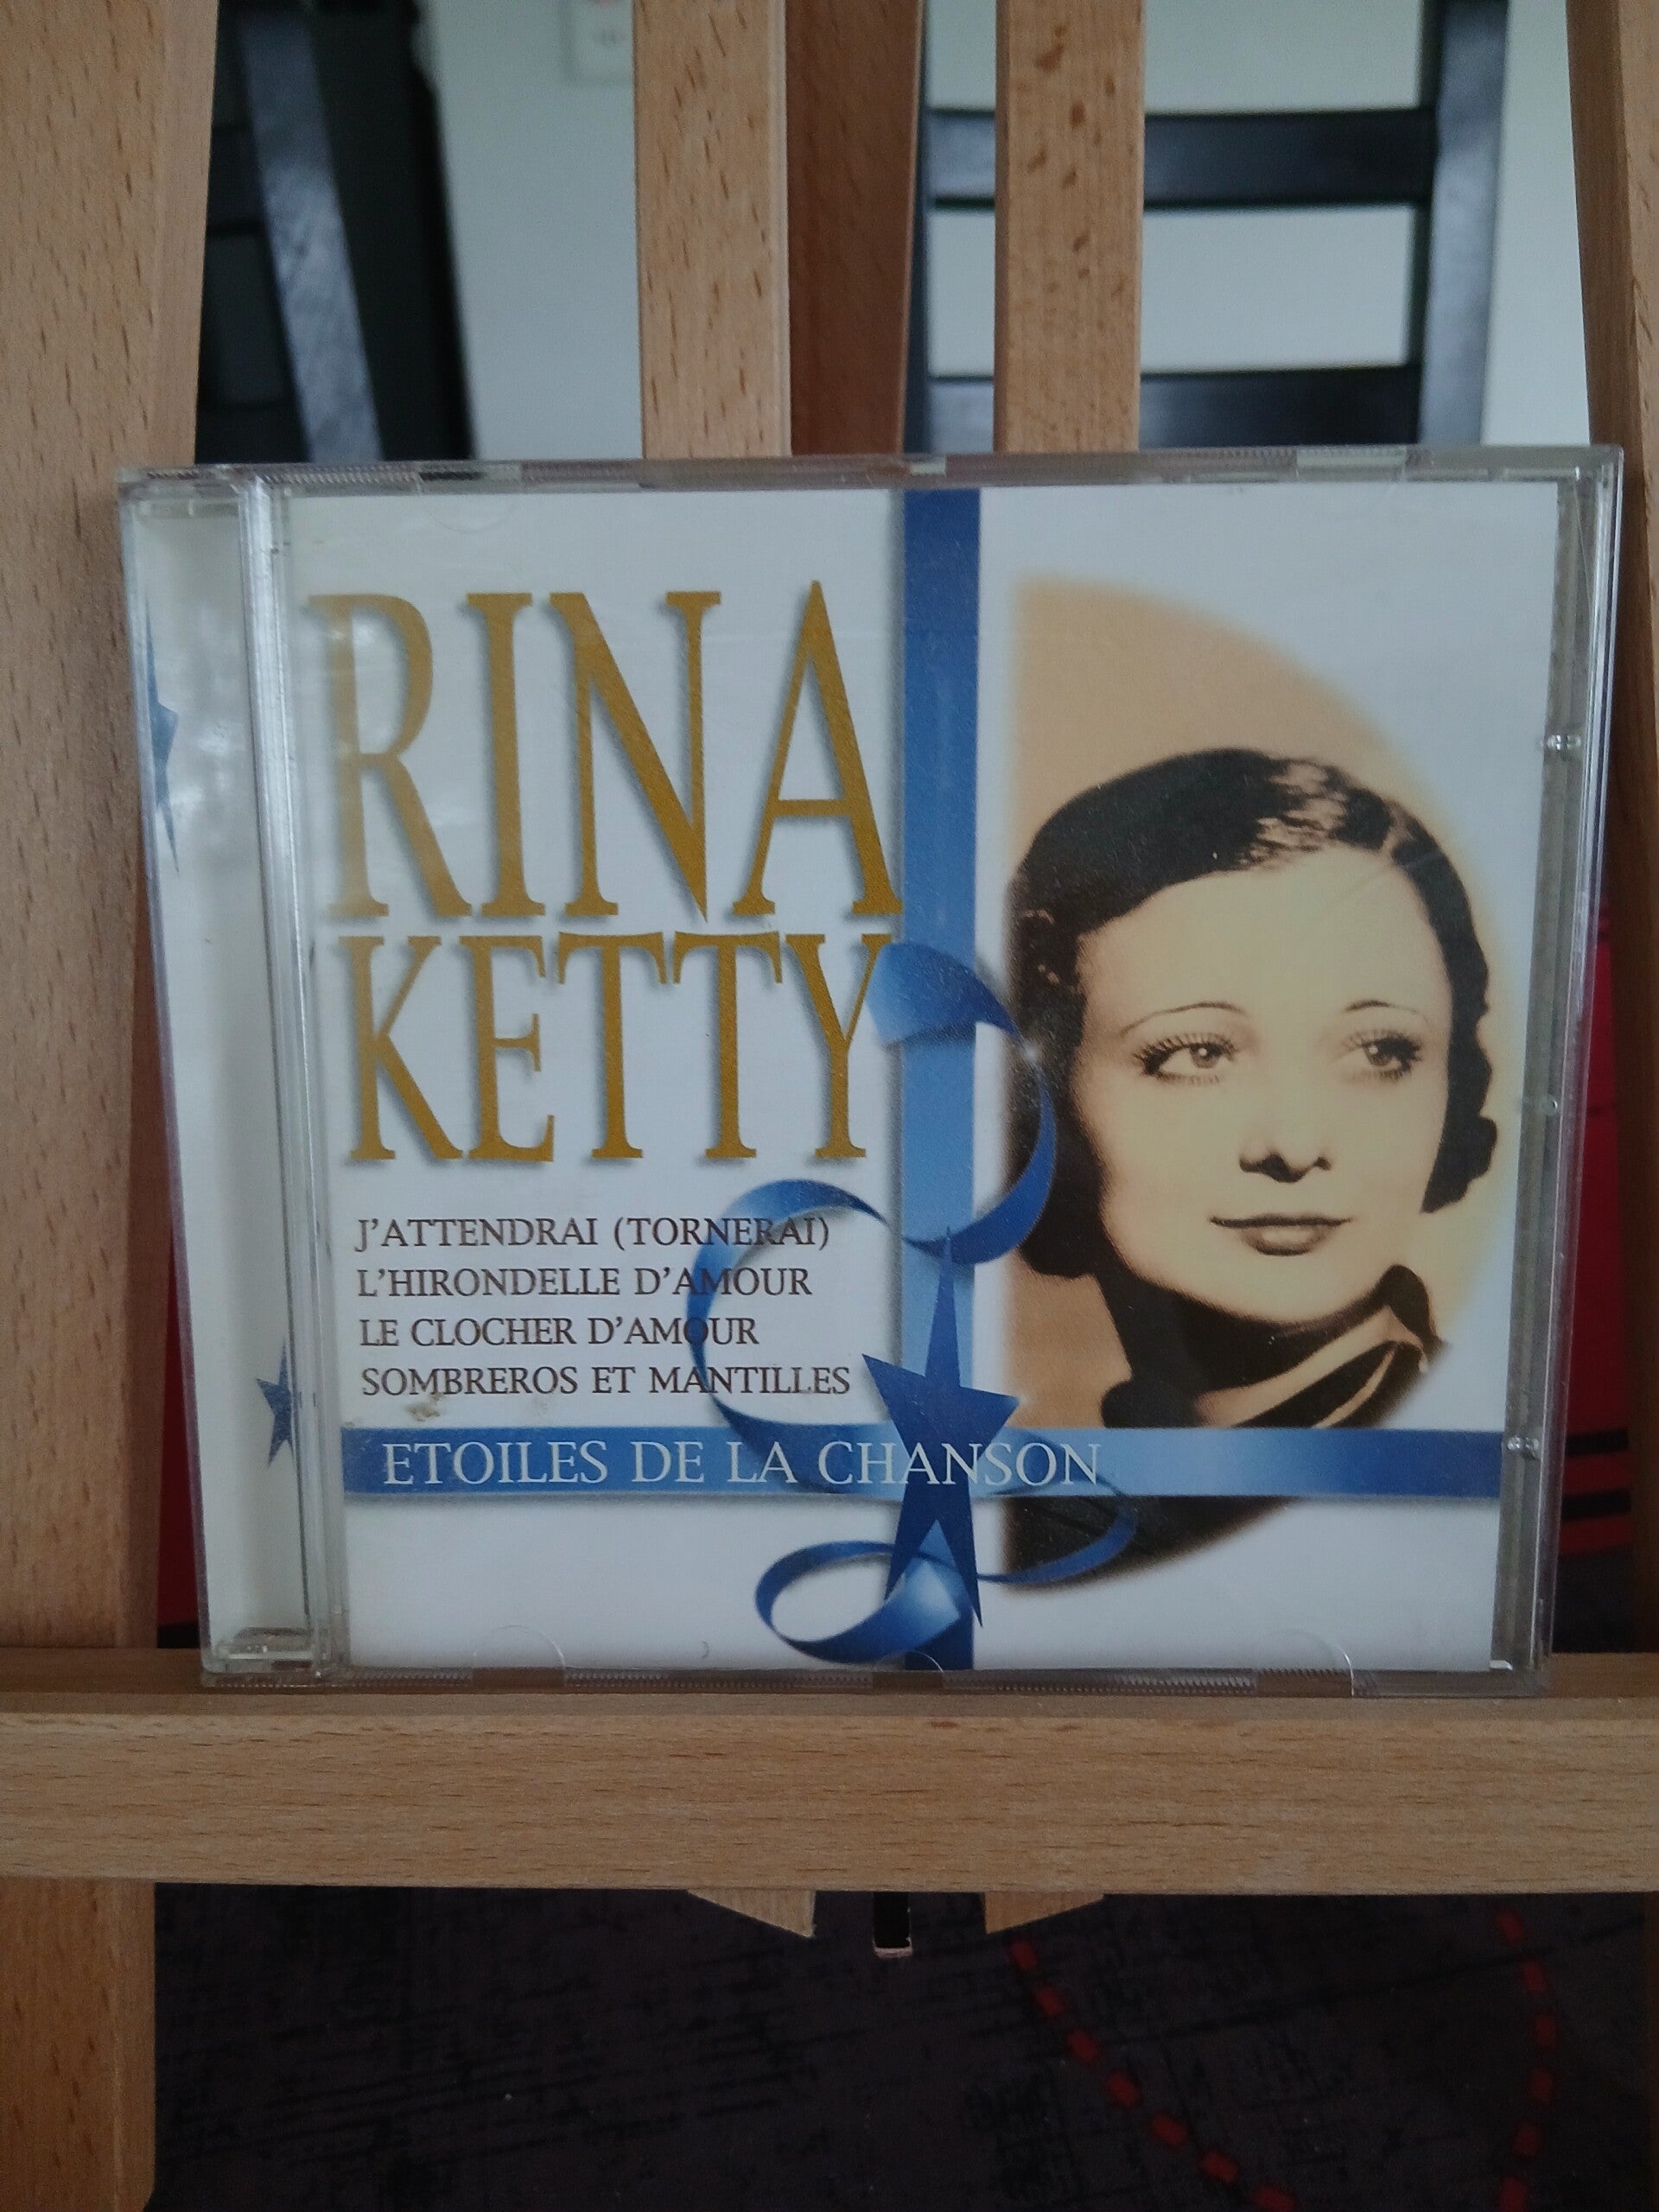 RINA
KETTY
J'ATTENDRAI (TORNERAI)
L'HIRONDELLE D'AMOUR
LE CLOCHER D'AMOUR
SOMBREROS ET MANTILLES
ETOILES DE LA CHANSON